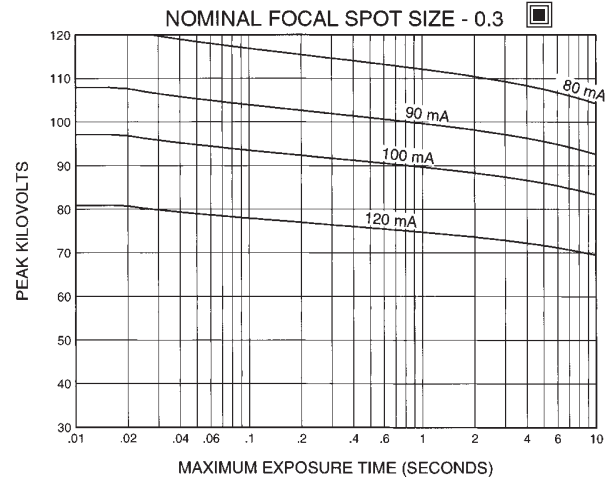 NOMINAL FOCAL SPOT SIZE - 0.3
120
110
100
90
80
70
60
50
40
30
80 mA
90 mA
100 mA
120 mA
PEAK KILOVOLTS
.01 .02 .04 .06 .1 .2 .4 .6 1 2 4 6 10
MAXIMUM EXPOSURE TIME (SECONDS)